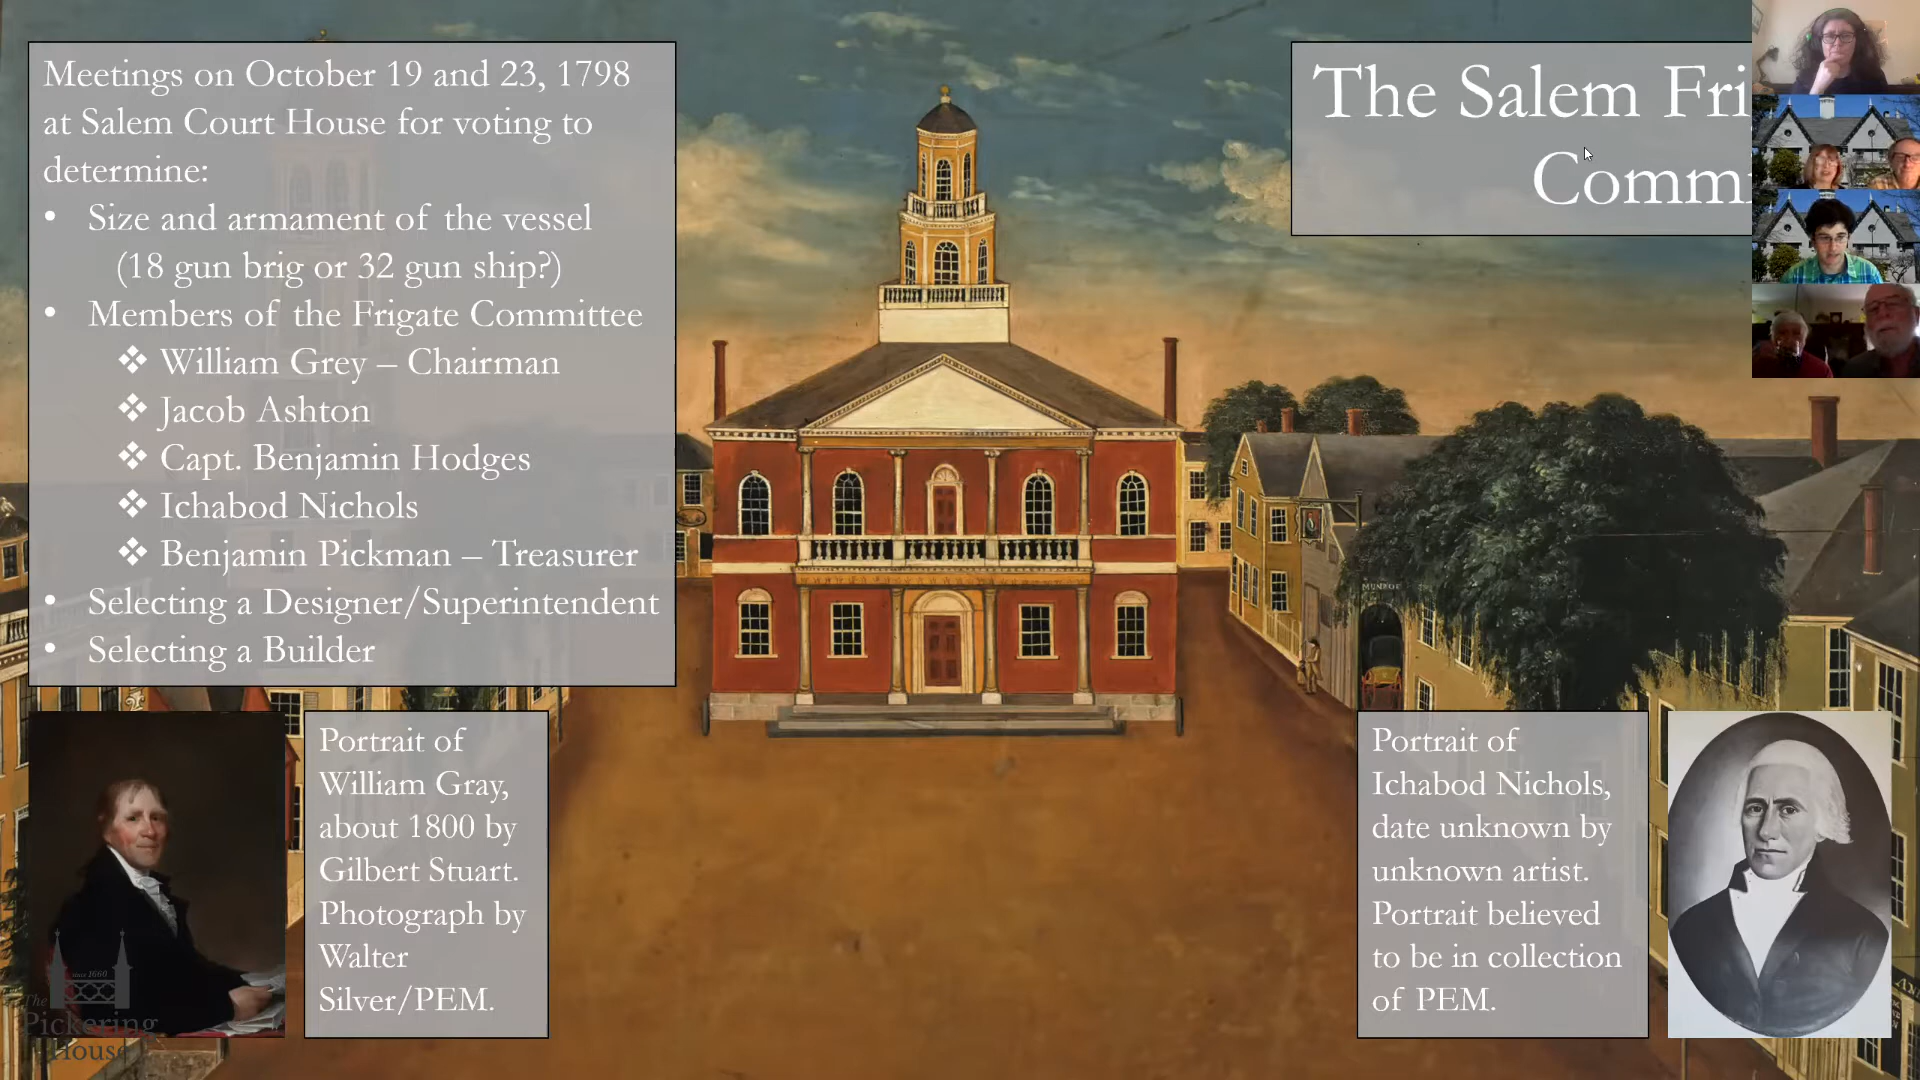 Meetings on October 19 and 23, 1798
at Salem Court House for voting to
determine:
• Size and armament of the vessel
(18 gun brig or 32 gun ship?)
• Members of the Frigate Committee
❖ William Grey – Chairman
❖ Jacob Ashton
❖ Capt. Benjamin Hodges
❖ Ichabod Nichols
❖ Benjamin Pickman – Treasurer
• Selecting a Designer/Superintendent
• Selecting a Builder
The Salem Fri
Comm
MUNROE
Portrait of
William Gray,
about 1800 by
Gilbert Stuart.
Photograph by
Walter
Silver/PEM.
Portrait of
Ichabod Nichols,
date unknown by
unknown artist.
Portrait believed
to be in collection
of PEM.
since 1660
The
Pickering
House